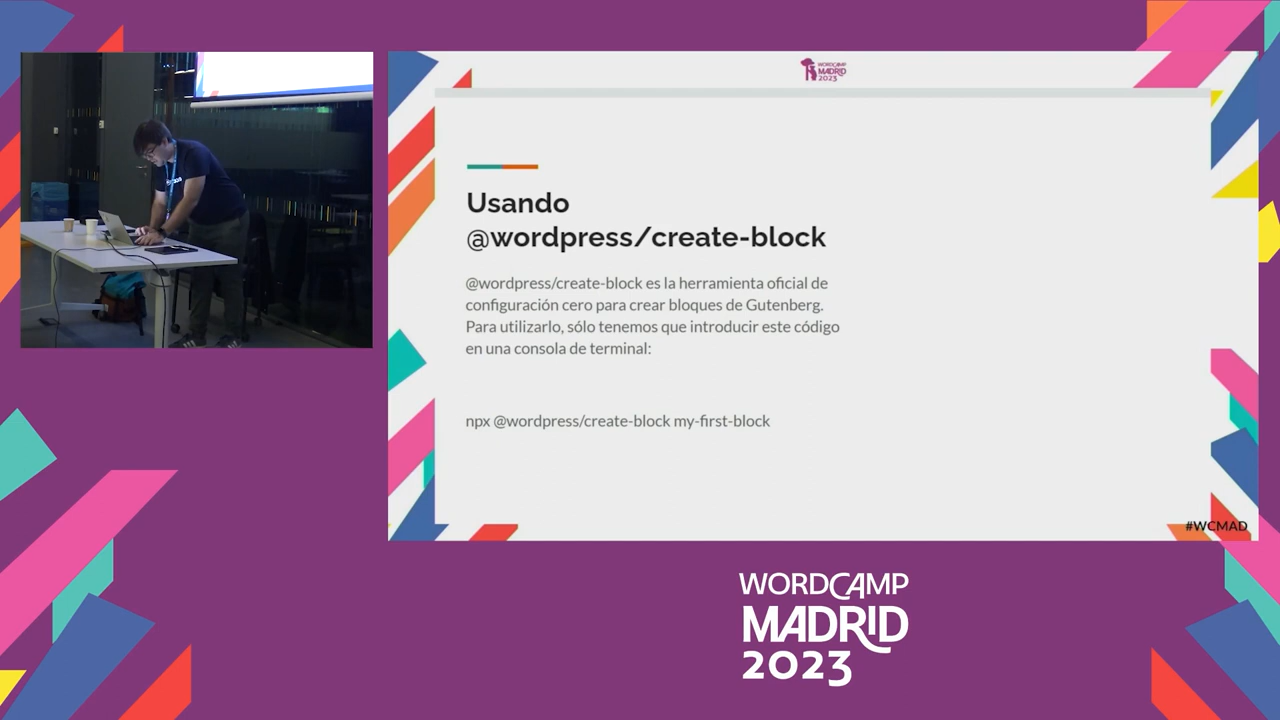 WORDCAMP
MADRID
2023
Usando
@wordpress/create-block
@wordpress/create-block es la herramienta oficial de
configuración cero para crear bloques de Gutenberg.
Para utilizarlo, sólo tenemos que introducir este código
en una consola de terminal:
npx @wordpress/create-block my-first-block
#WCMAD
WORDCAMP
MADRID
2023